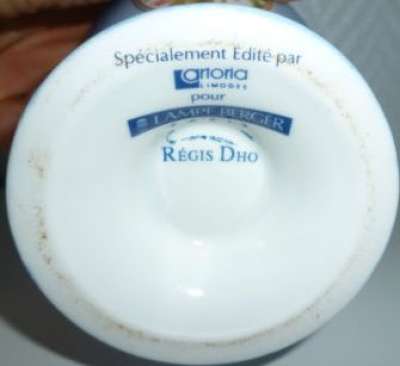 Spécialement Edité par
artoria
LIMOGES
pour
LAMPE BERGER
RÉGIS DHO